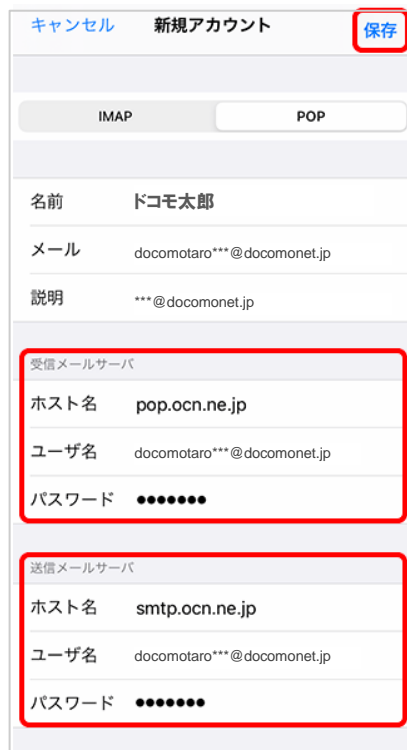 キャンセル 新規アカウント 保存
IMAP POP
名前 ドコモ太郎
メール docomotaro***@docomonet.jp
説明 ***@docomonet.jp
受信メールサーバ
ホスト名 pop.ocn.ne.jp
ユーザ名 docomotaro***@docomonet.jp
パスワード ●●●●●●●
送信メールサーバ
ホスト名 smtp.ocn.ne.jp
ユーザ名 docomotaro***@docomonet.jp
パスワード ●●●●●●●